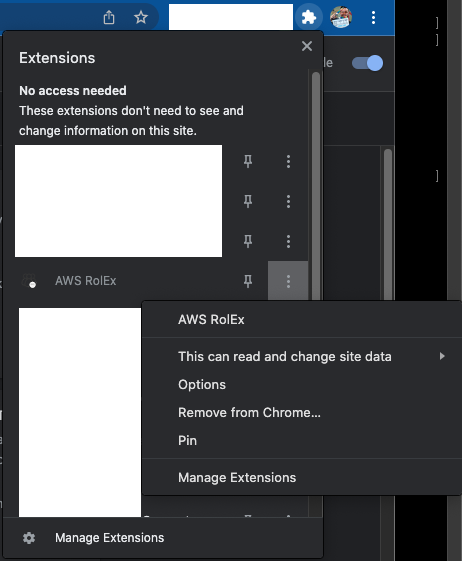 le
]
]
]
Extensions
No access needed
These extensions don't need to see and
change information on this site.
AWS RolEx
AWS RolEx
This can read and change site data
Options
Remove from Chrome...
Pin
Manage Extensions
Manage Extensions